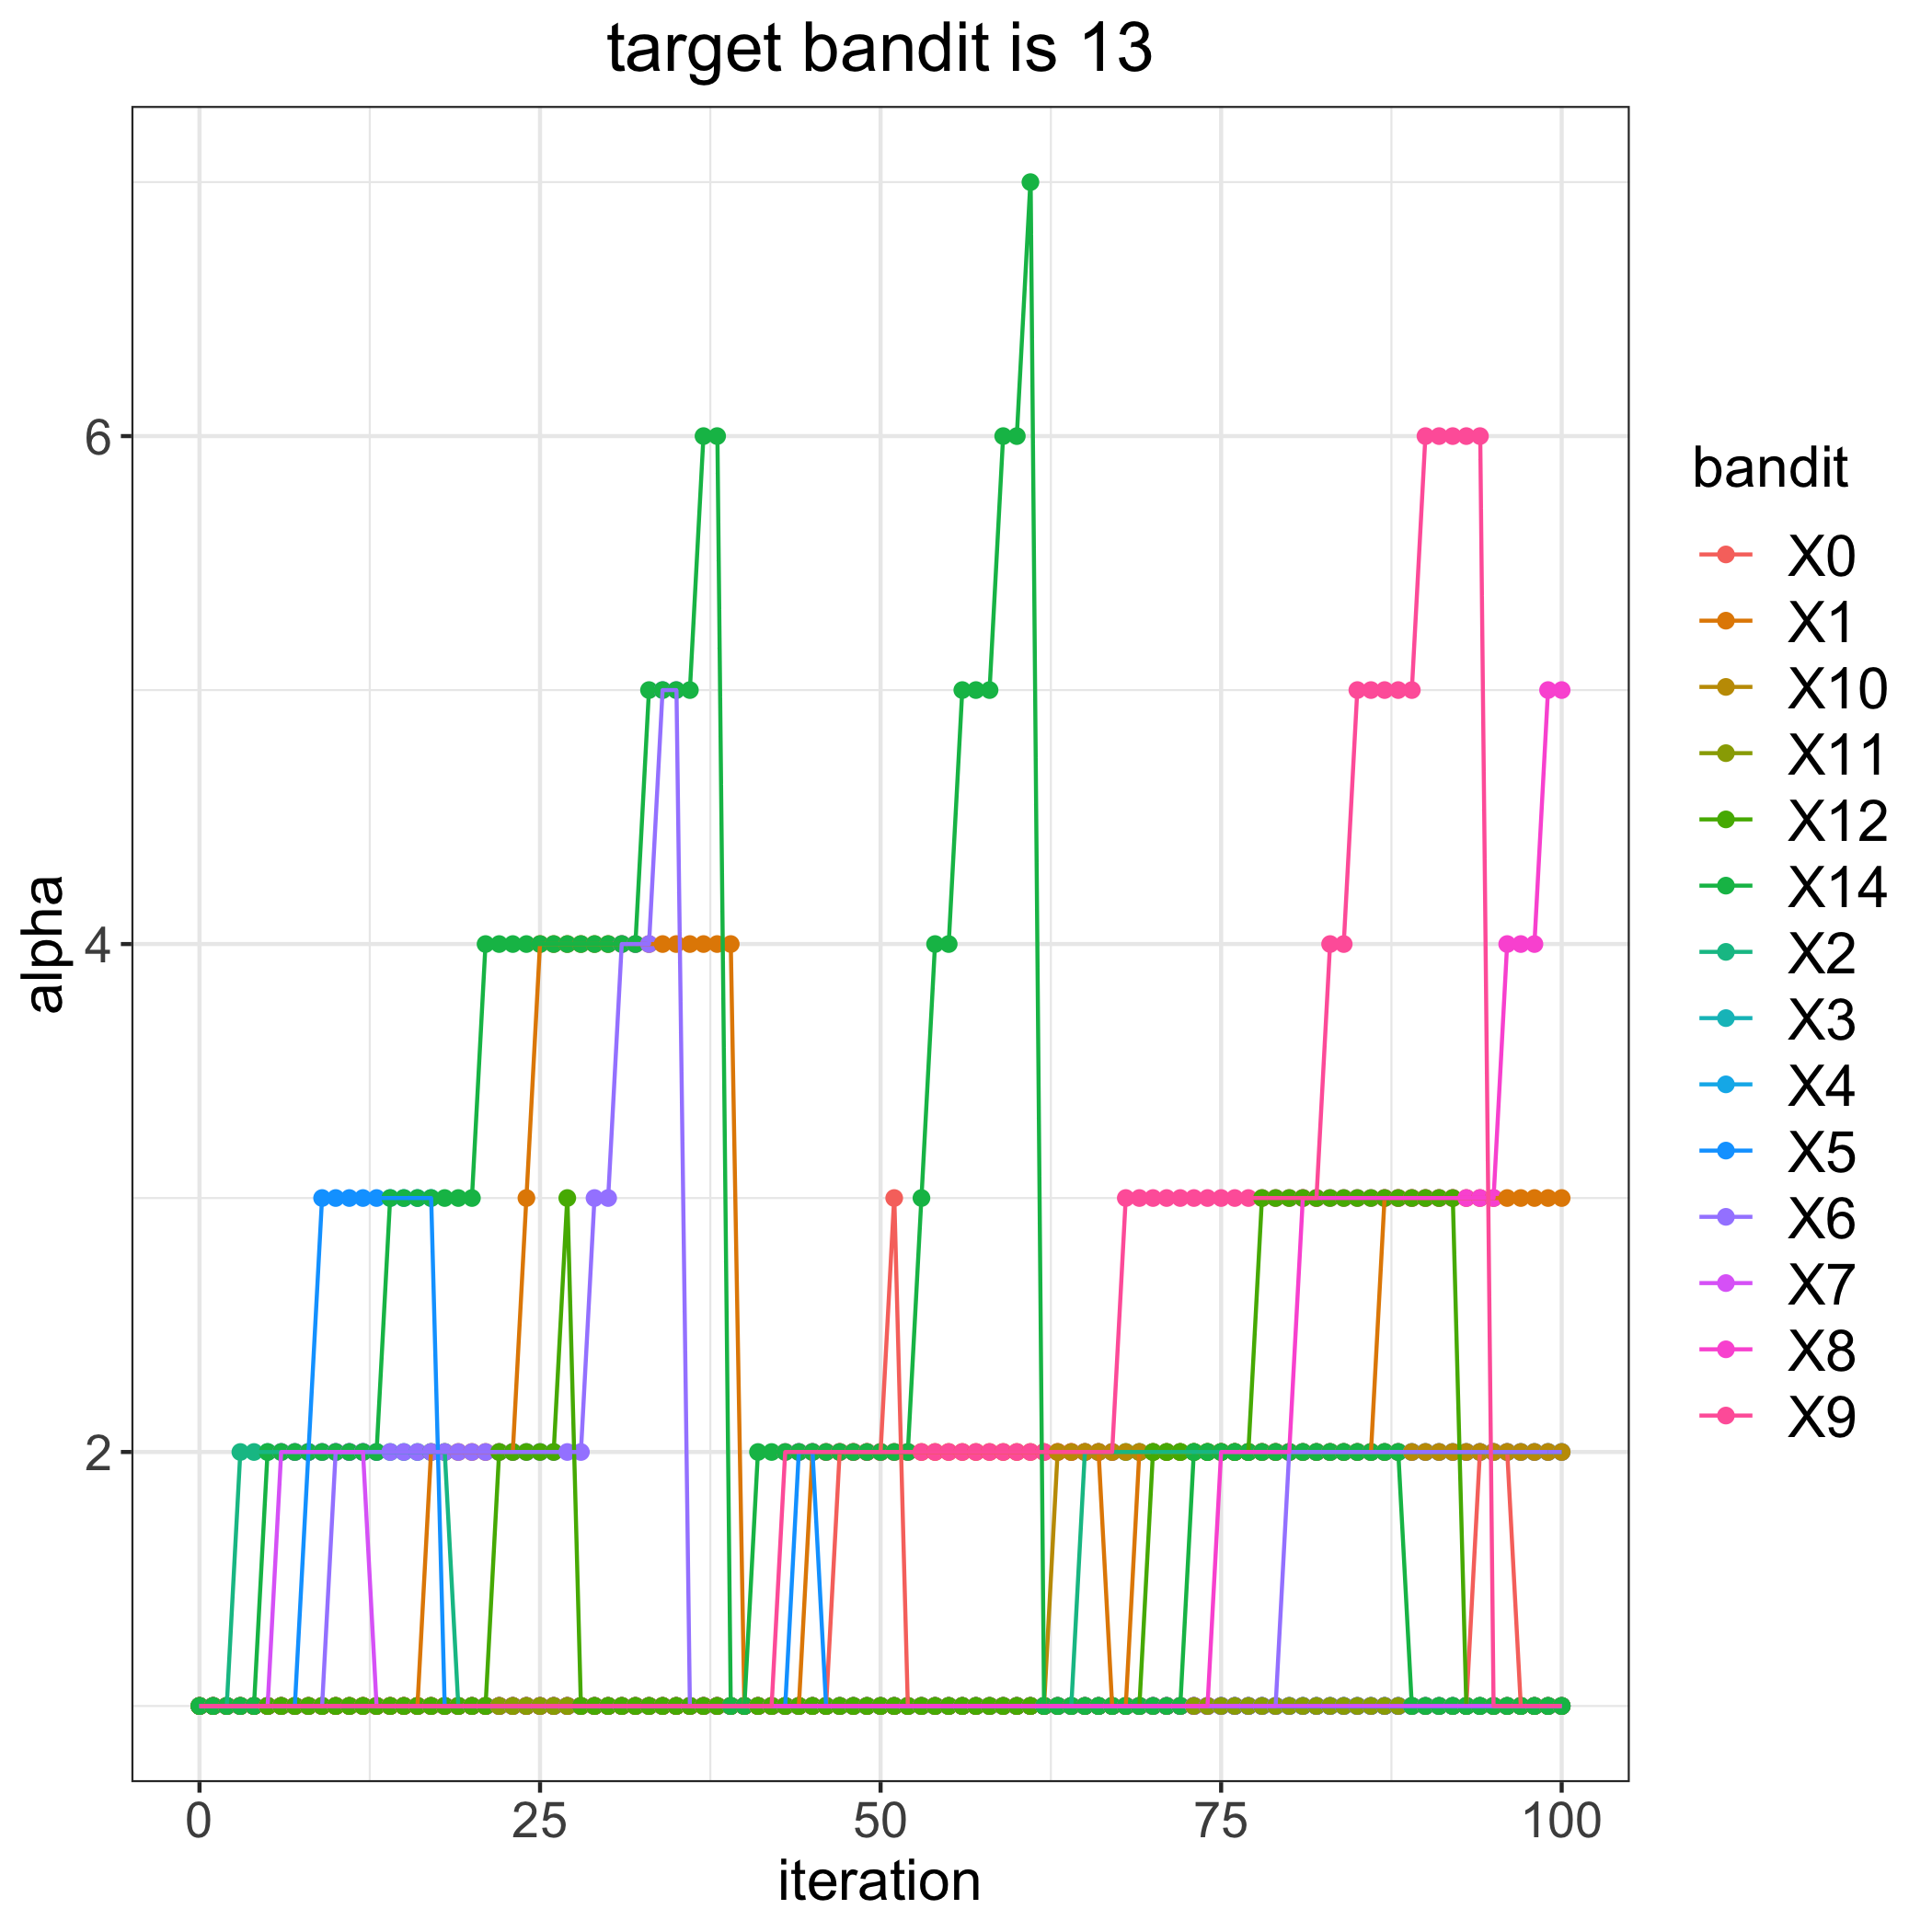 target bandit is 13
6
4
2
alpha
0
25
50
75
100
iteration
bandit
X0
X1
X10
X11
X12
X14
X2
X3
X4
X5
X6
X7
X8
X9